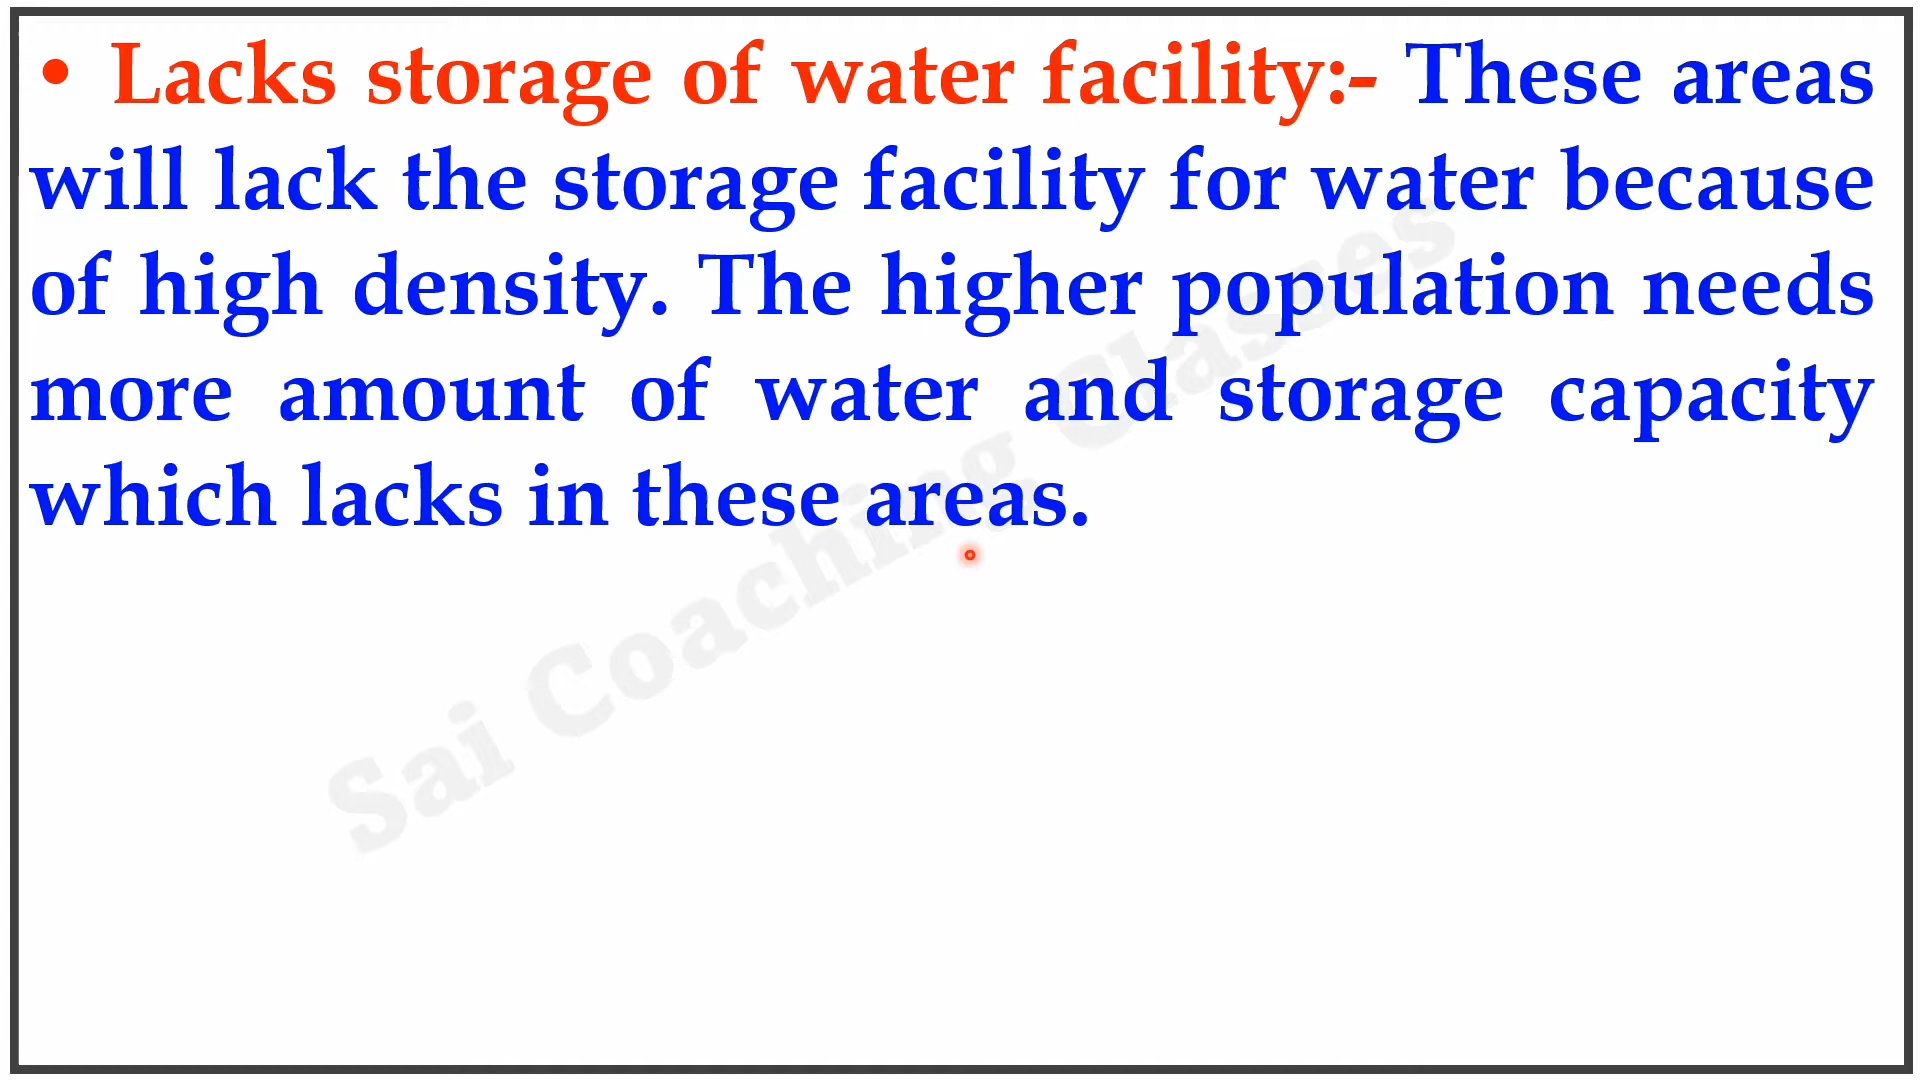 • Lacks storage of water facility:- These areas
will lack the storage facility for water because
of high density. The higher population needs
more amount of water and storage capacity
which lacks in these areas.
Sai Coaching Classes